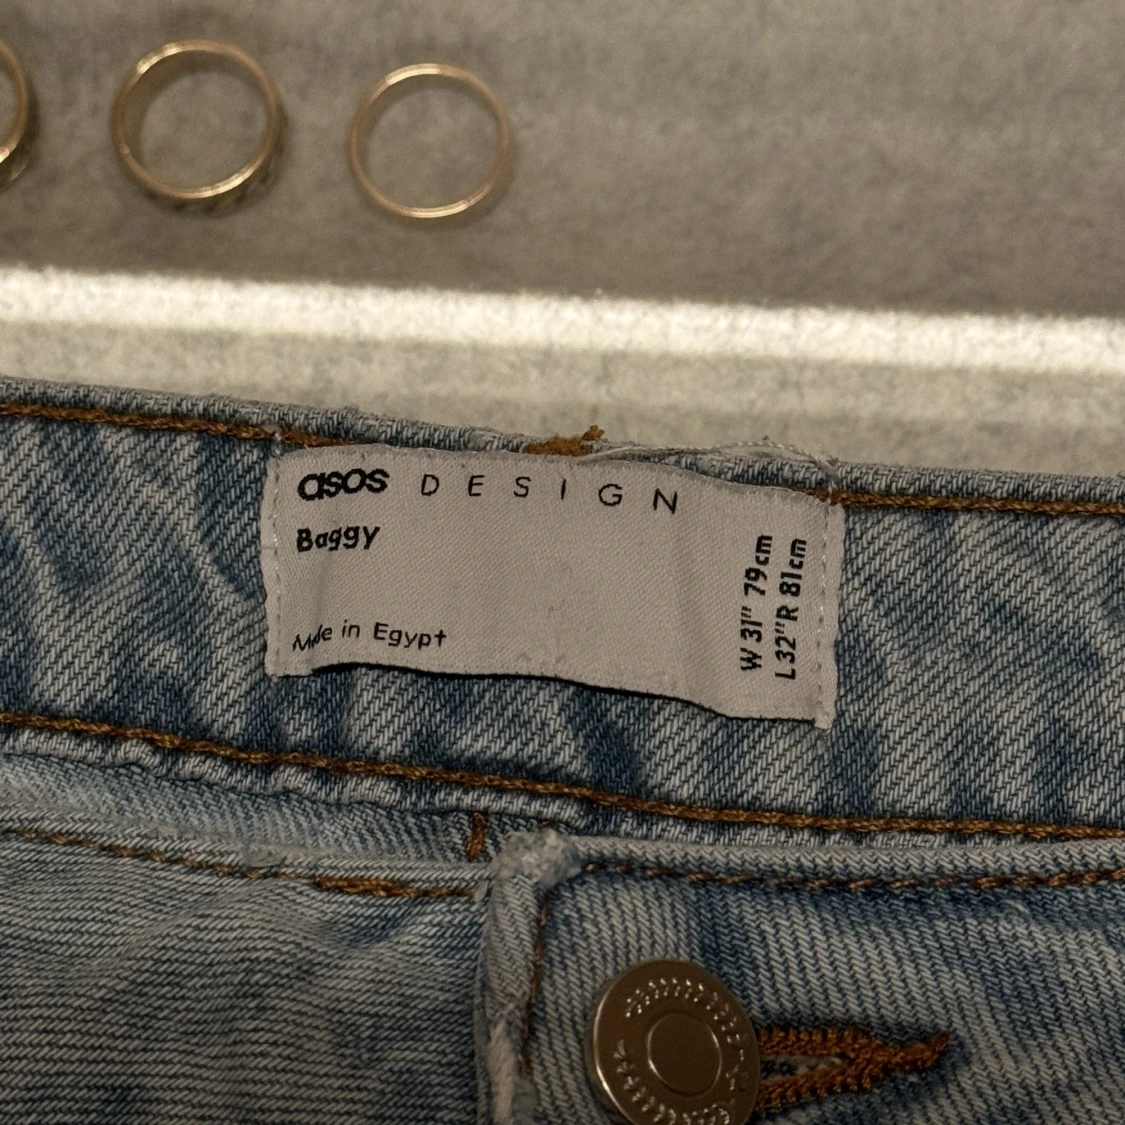 asos DESIGN
Baggy
Made in Egypt
W 31" 79cm
L32"R 81cm